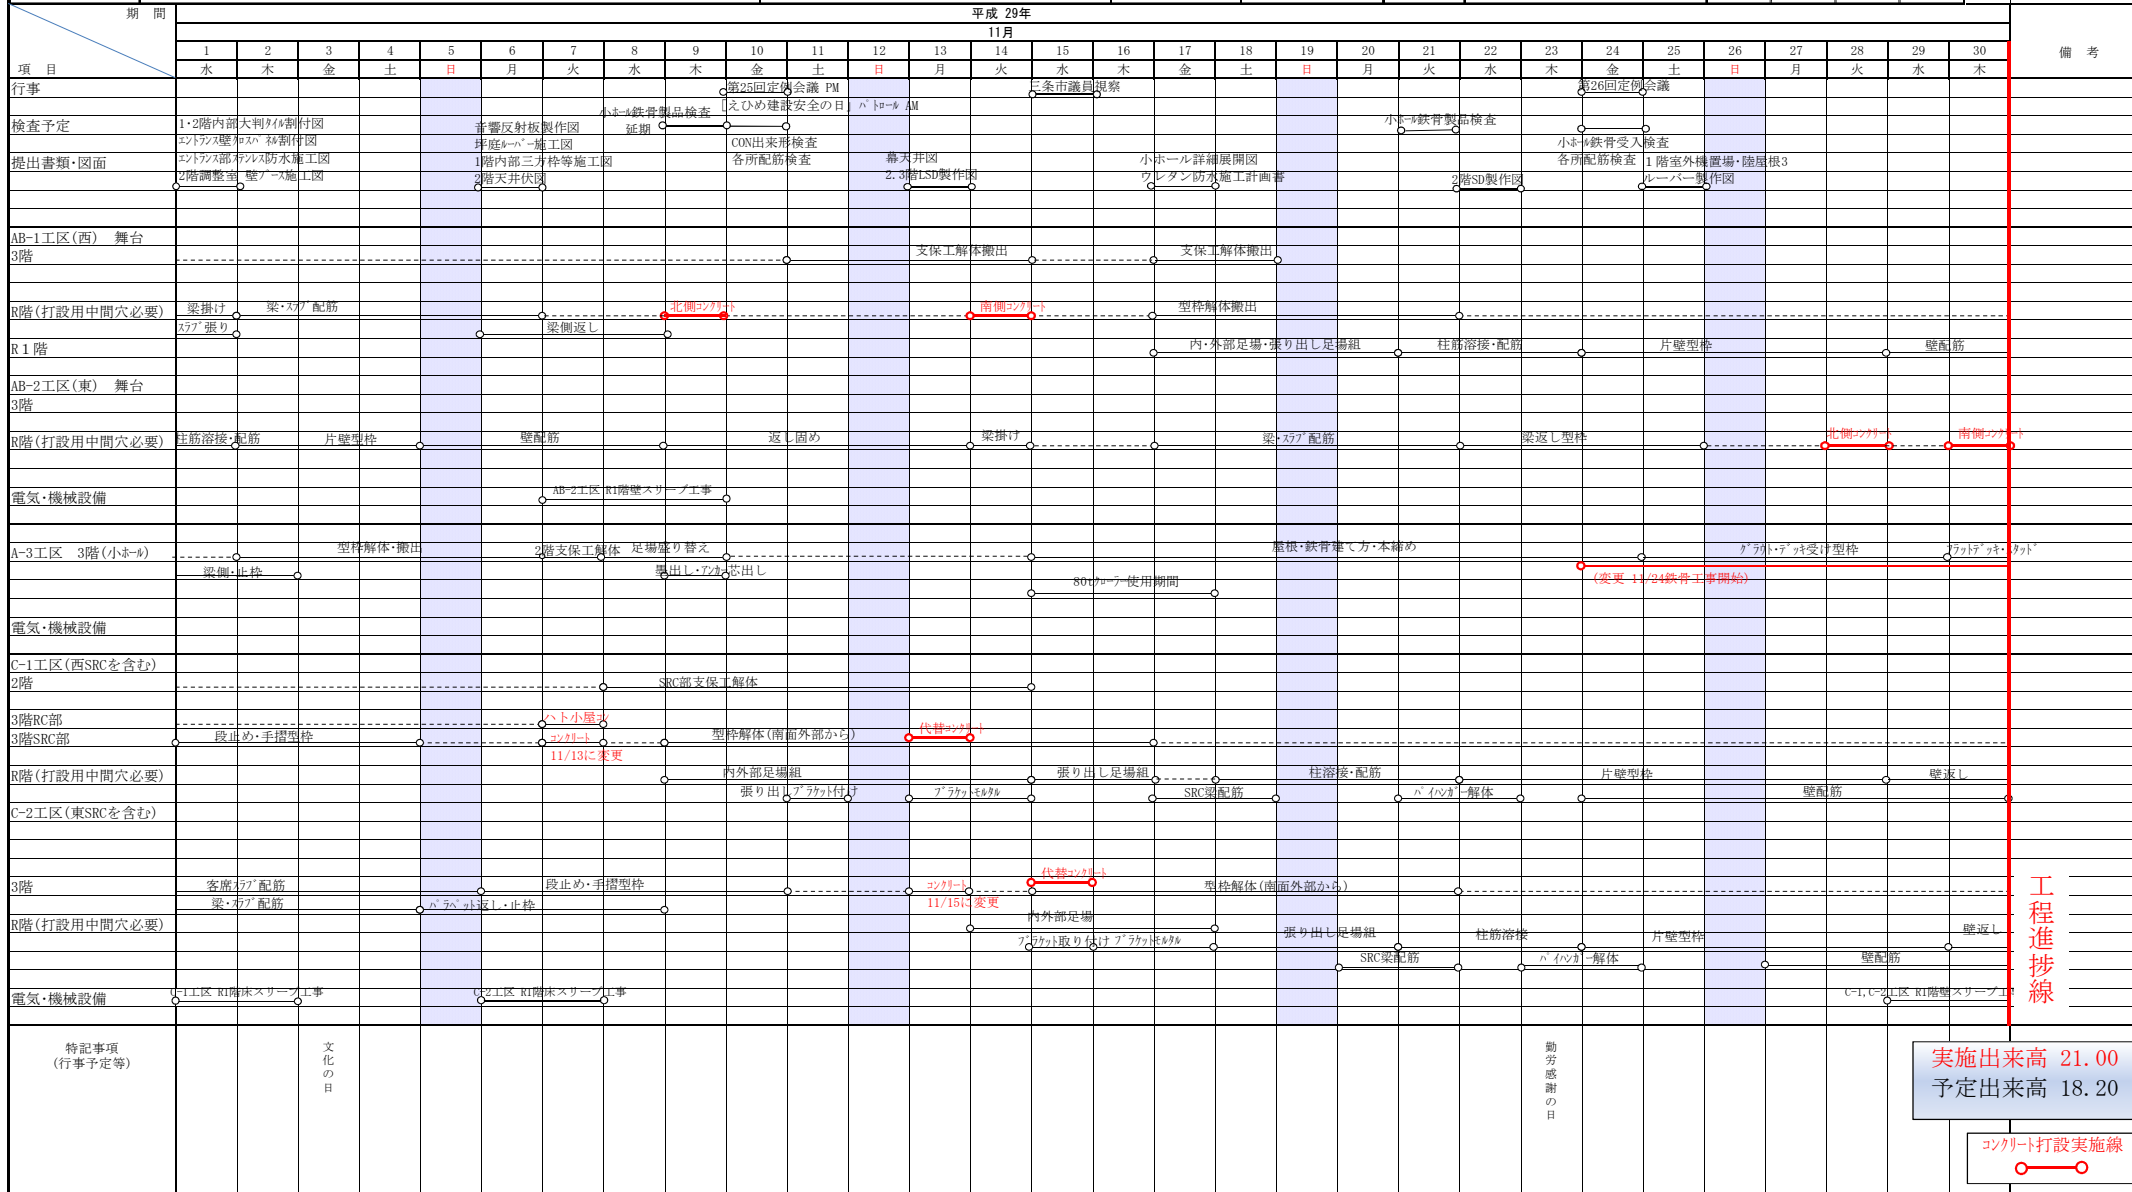 期 間
平成 29年
11月
備 考
項 目
1 2 3 4 5 6 7 8 9 10 11 12 13 14 15 16 17 18 19 20 21 22 23 24 25 26 27 28 29 30
水 木 金 土 日 月 火 水 木 金 土 日 月 火 水 木 金 土 日 月 火 水 木 金 土 日 月 火 水 木
行事
第25回定例会議 PM
三条市議員視察
第26回定例会議
「えひめ建設安全の日」パトロール AM
検査予定
小ホール鉄骨製品検査
延期
CON出来形検査
各所配筋検査
小ホール鉄骨製品検査
小ホール鉄骨受入検査
各所配筋検査
提出書類・図面
1・2階内部大判タイル割付図
エントランス壁クロスパネル割付図
エントランス部ステンレス防水施工図
2階調整室 壁ブース施工図
音響反射板製作図
坪庭ルーバー施工図
1階内部三方枠等施工図
2階天井伏図
幕天井図
2.3階LSD製作図
小ホール詳細展開図
ウレタン防水施工計画書
2階SD製作図
1階室外機置場・陸屋根3
ルーバー製作図
AB-1工区(西) 舞台
3階
支保工解体搬出
支保工解体搬出
R階(打設用中間穴必要)
梁掛け
梁・スラブ配筋
北側コンクリート
南側コンクリート
型枠解体搬出
スラブ張り
梁側返し
R1階
内・外部足場・張り出し足場組
柱筋溶接・配筋
片壁型枠
壁配筋
AB-2工区(東) 舞台
3階
R階(打設用中間穴必要)
柱筋溶接・配筋
片壁型枠
壁配筋
返し固め
梁掛け
梁・スラブ配筋
梁返し型枠
北側コンクリート
南側コンクリート
電気・機械設備
AB-2工区 R1階壁スリーブ工事
A-3工区 3階(小ホール)
型枠解体・搬出
2階支保工解体
足場盛り替え
屋根・鉄骨建て方・本締め
グラウト・デッキ受け型枠
フラットデッキ・スタッド
梁側・止枠
墨出し・アンカー芯出し
(変更 11/24鉄骨工事開始)
80tクローラー使用期間
電気・機械設備
C-1工区(西SRCを含む)
2階
SRC部支保工解体
3階RC部
ハト小屋コン
3階SRC部
段止め・手摺型枠
コンクリート
11/13に変更
型枠解体(南面外部から)
代替コンクリート
R階(打設用中間穴必要)
内外部足場組
張り出し足場組
柱溶接・配筋
片壁型枠
壁返し
張り出しブラケット付け
ブラケットモルタル
SRC梁配筋
パイハンガー解体
壁配筋
C-2工区(東SRCを含む)
3階
客席スラブ配筋
段止め・手摺型枠
コンクリート
11/15に変更
代替コンクリート
型枠解体(南面外部から)
梁・スラブ配筋
パラペット返し・止枠
R階(打設用中間穴必要)
内外部足場
張り出し足場組
柱筋溶接
片壁型枠
壁返し
ブラケット取り付け
ブラケットモルタル
SRC梁配筋
パイハンガー解体
壁配筋
電気・機械設備
C-1工区 R1階床スリーブ工事
C-2工区 R1階床スリーブ工事
C-1,C-2工区 R1階壁スリーブ工
工程進捗線
特記事項
(行事予定等)
文化の日
勤労感謝の日
実施出来高 21.00
予定出来高 18.20
コンクリート打設実施線